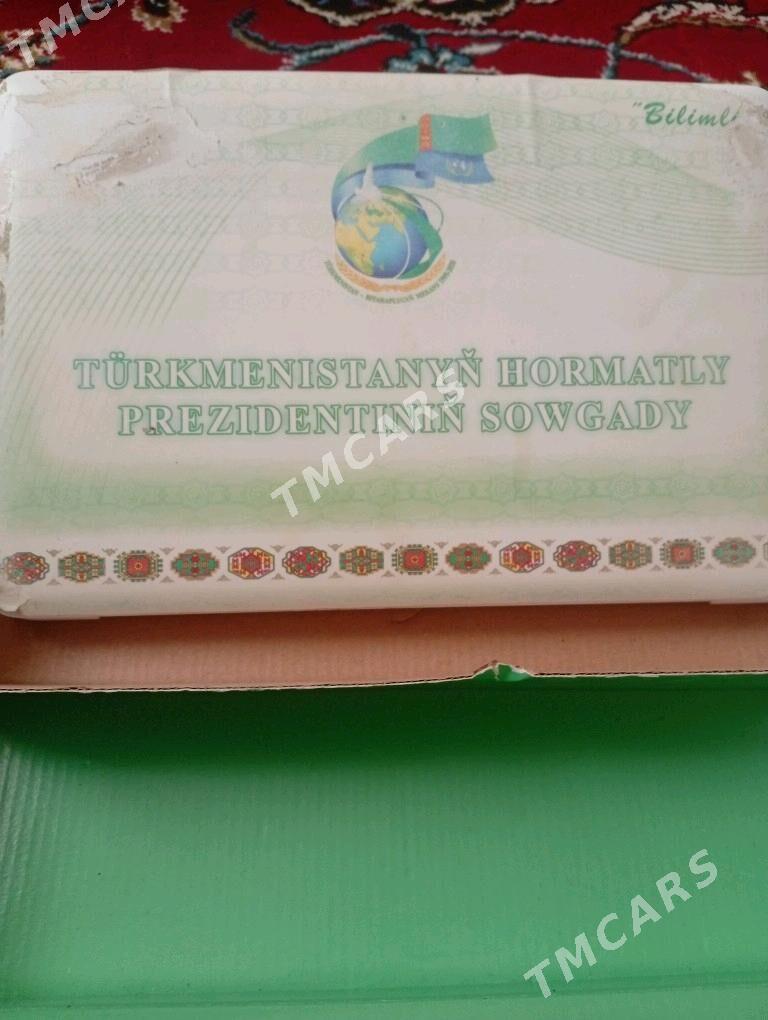 TMCARS
"Biliml
TÜRKMENISTANYŇ HORMATLY
PREZIDENTINIŇ SOWGADY
TMCARS
TMCARS